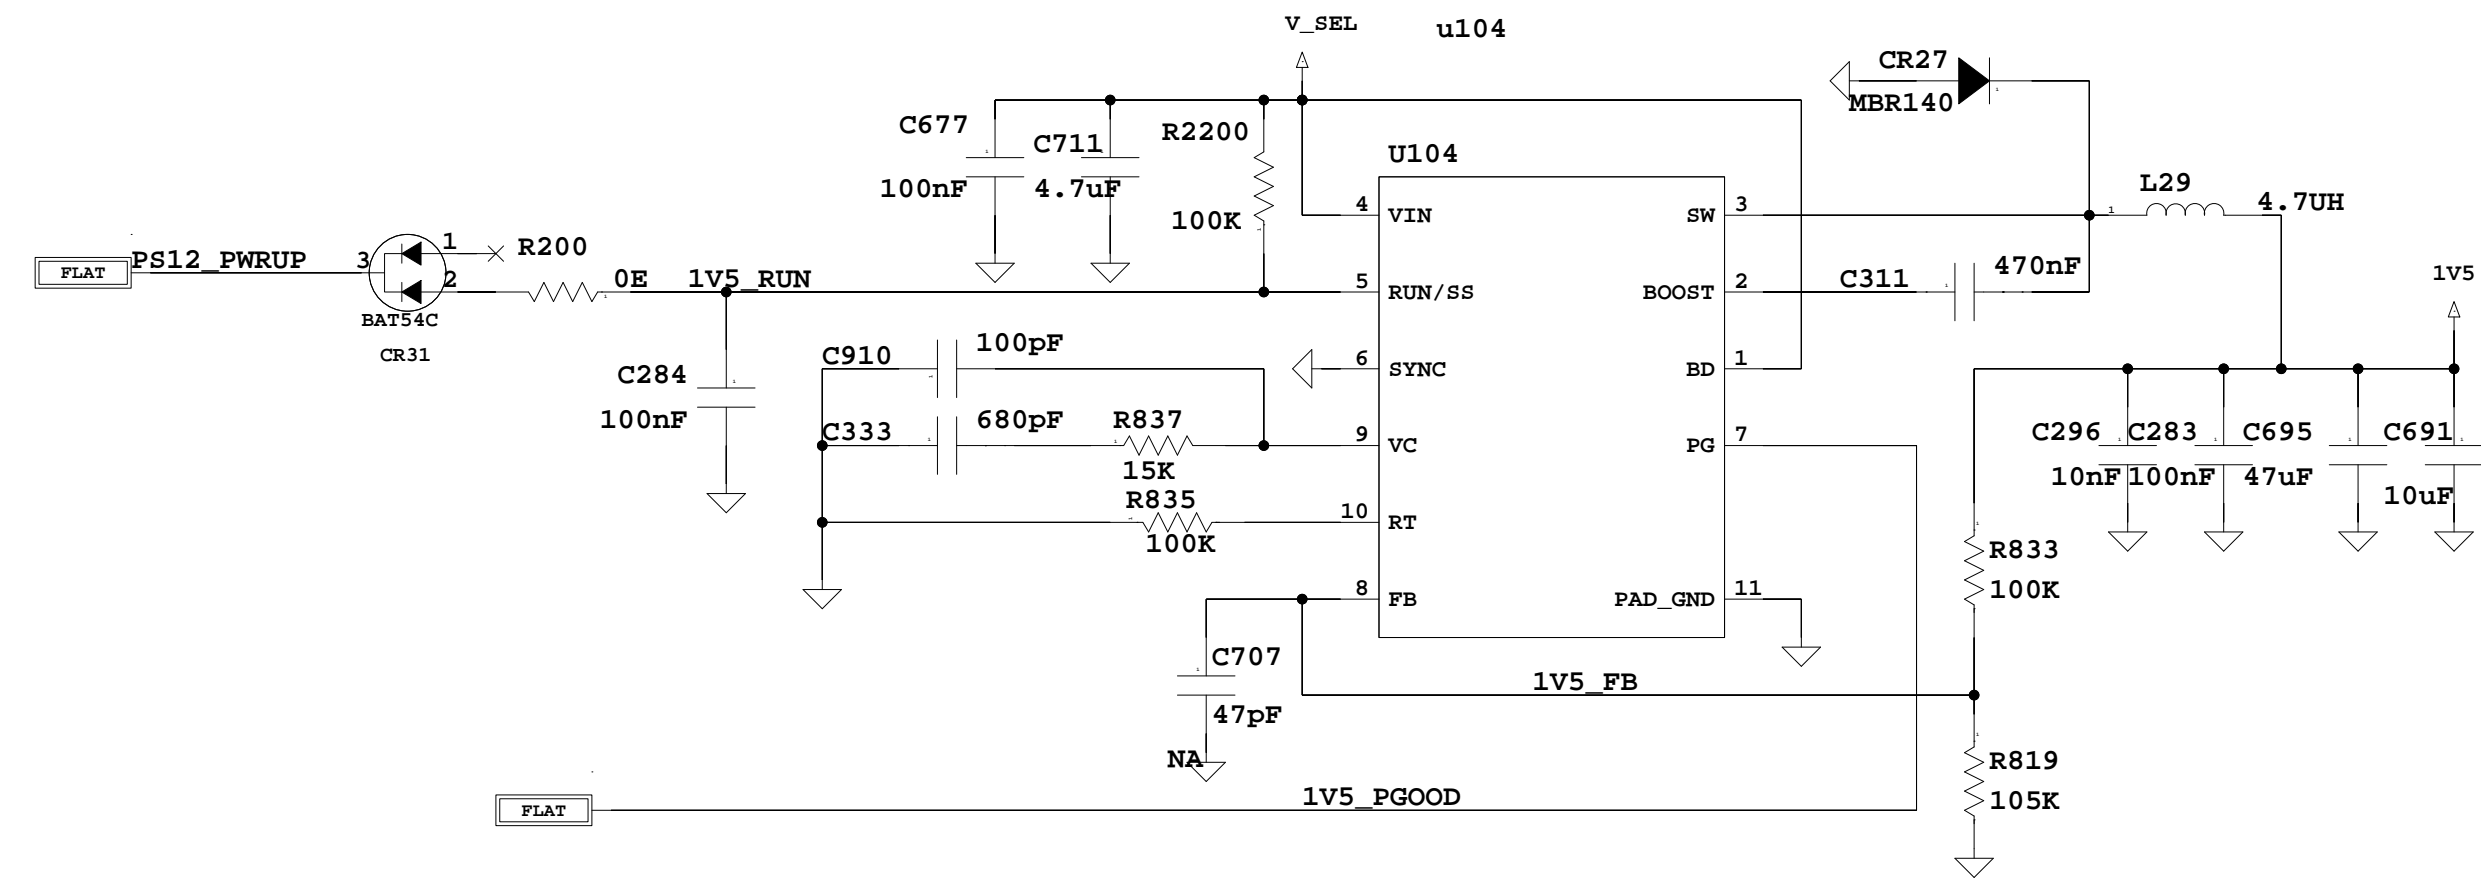 V_SEL
u104
CR27
MBR140
C677
100nF
C711
4.7uF
R2200
100K
U104
L29
4.7UH
4
VIN
SW
3
FLAT
PS12_PWRUP
3
1
2
BAT54C
CR31
R200
0E
1V5_RUN
5
RUN/SS
BOOST
2
C311
470nF
1V5
C284
100nF
C910
100pF
6
SYNC
BD
1
C333
680pF
R837
15K
9
VC
PG
7
R835
100K
10
RT
C296
10nF
C283
100nF
C695
47uF
C691
10uF
R833
100K
8
FB
PAD_GND
11
C707
47pF
NA
1V5_FB
R819
105K
FLAT
1V5_PGOOD